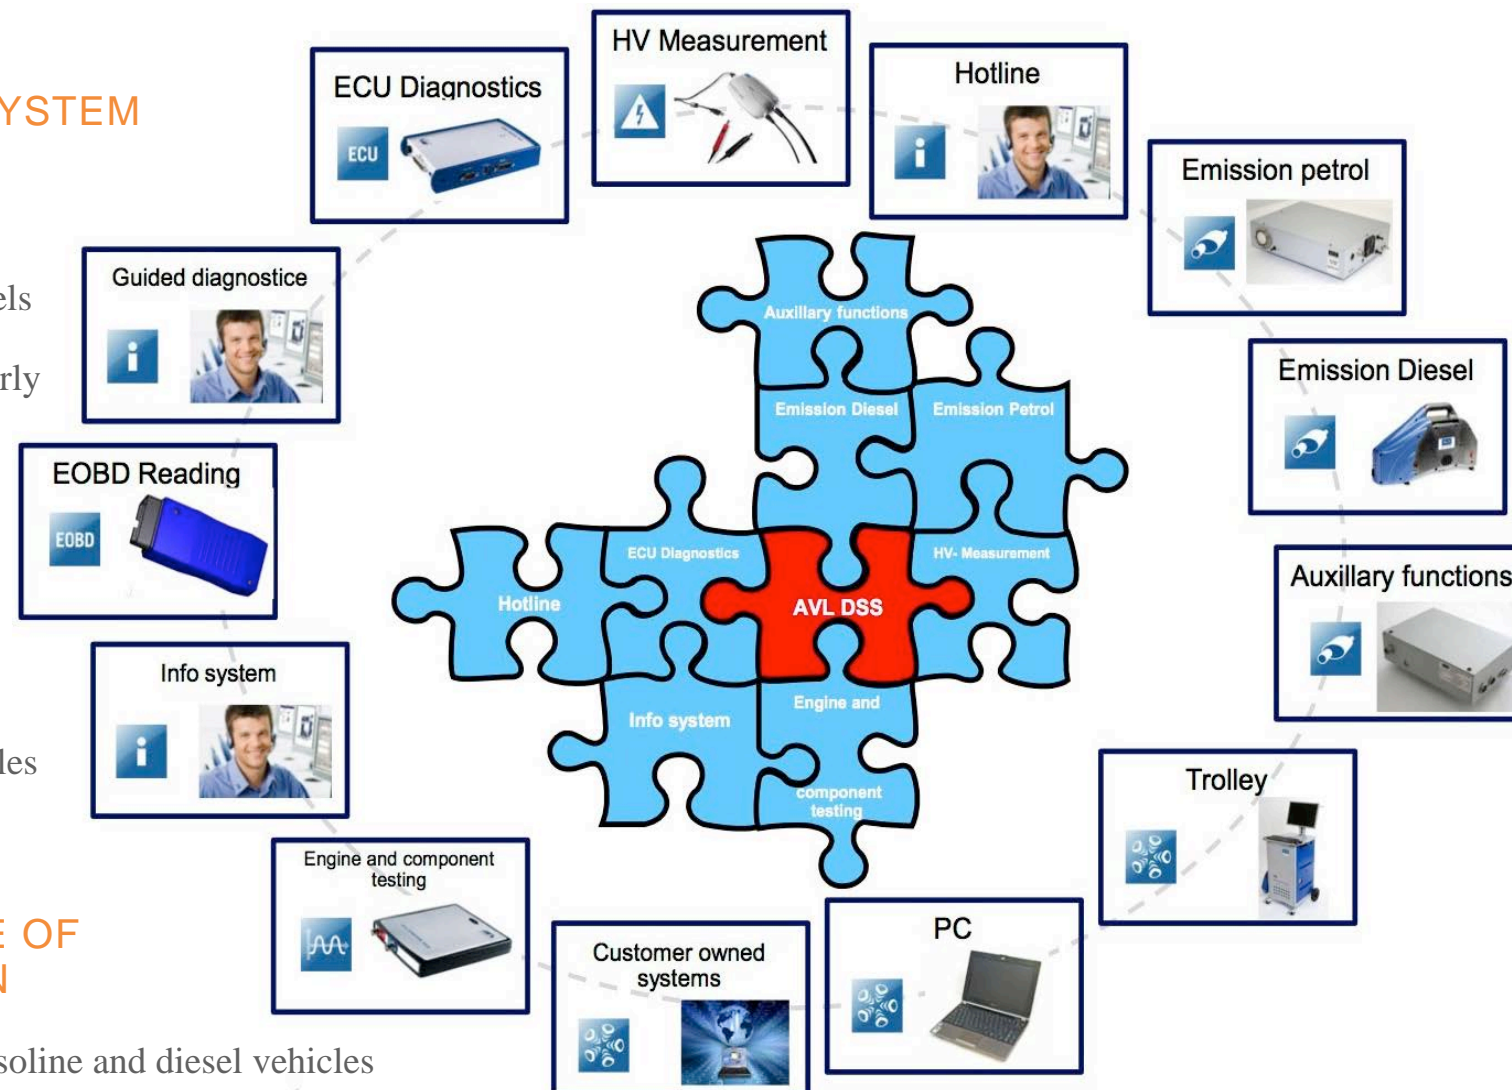 YSTEM
els
rly
les
E OF
N
soline and diesel vehicles
HV Measurement
ECU Diagnostics
ECU
Hotline
i
Emission petrol
Guided diagnostice
i
Emission Diesel
EOBD Reading
EOBD
Auxillary functions
Info system
i
Trolley
Engine and component
testing
Customer owned
systems
PC
Auxillary functions
Emission Diesel
Emission Petrol
ECU Diagnostics
HV- Measurement
Hotline
AVL DSS
Info system
Engine and
component
testing